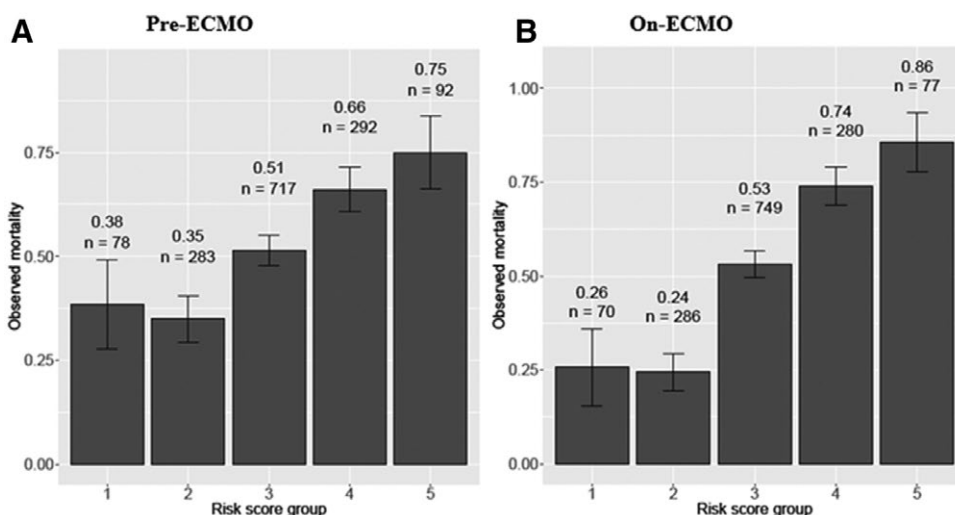 A
Pre-ECMO
Observed mortality
0.75
0.50
0.25
0.00
0.38
n = 78
0.35
n = 283
0.51
n = 717
0.66
n = 292
0.75
n = 92
1 2 3 4 5
Risk score group
B
On-ECMO
Observed mortality
1.00
0.75
0.50
0.25
0.00
0.26
n = 70
0.24
n = 286
0.53
n = 749
0.74
n = 280
0.86
n = 77
1 2 3 4 5
Risk score group